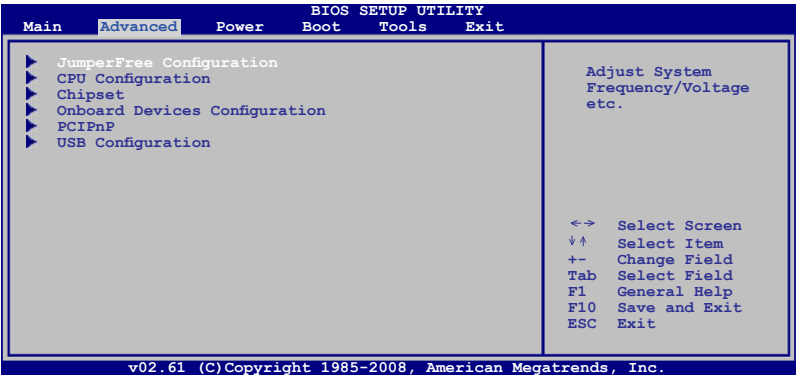 BIOS SETUP UTILITY
Main Advanced Power Boot Tools Exit
JumperFree Configuration
CPU Configuration
Chipset
Onboard Devices Configuration
PCIPnP
USB Configuration
Adjust System
Frequency/Voltage
etc.
←→ Select Screen
↓↑ Select Item
+- Change Field
Tab Select Field
F1 General Help
F10 Save and Exit
ESC Exit
v02.61 (C)Copyright 1985-2008, American Megatrends, Inc.